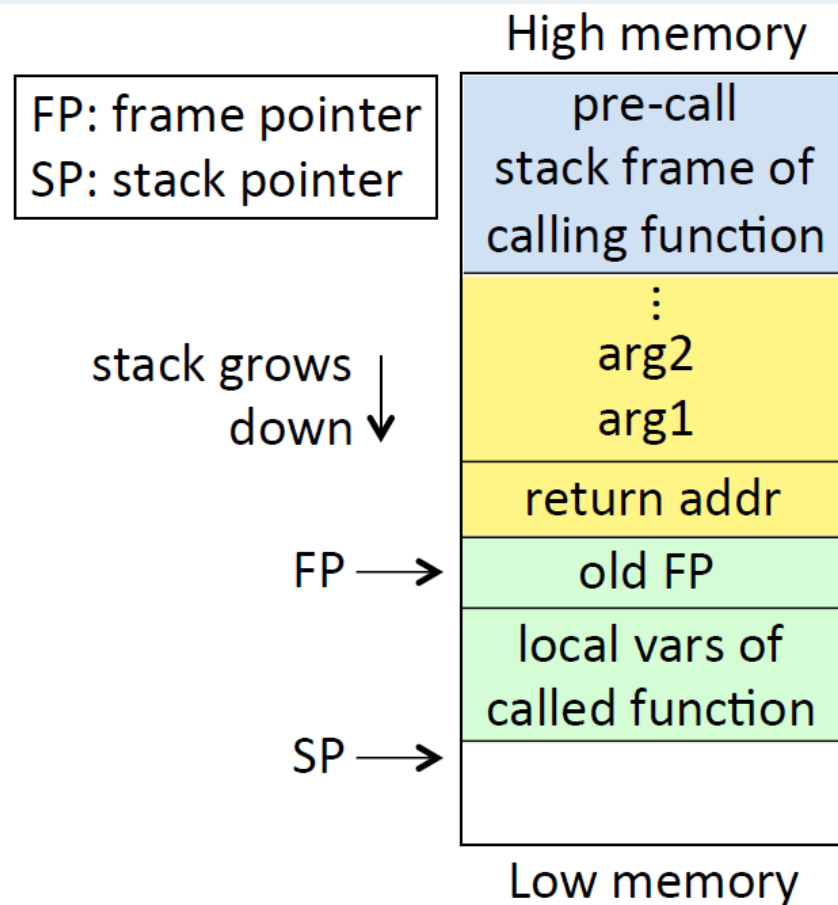 High memory
FP: frame pointer
SP: stack pointer
pre-call
stack frame of
calling function
⋮
arg2
arg1
stack grows
down
return addr
FP
old FP
local vars of
called function
SP
Low memory